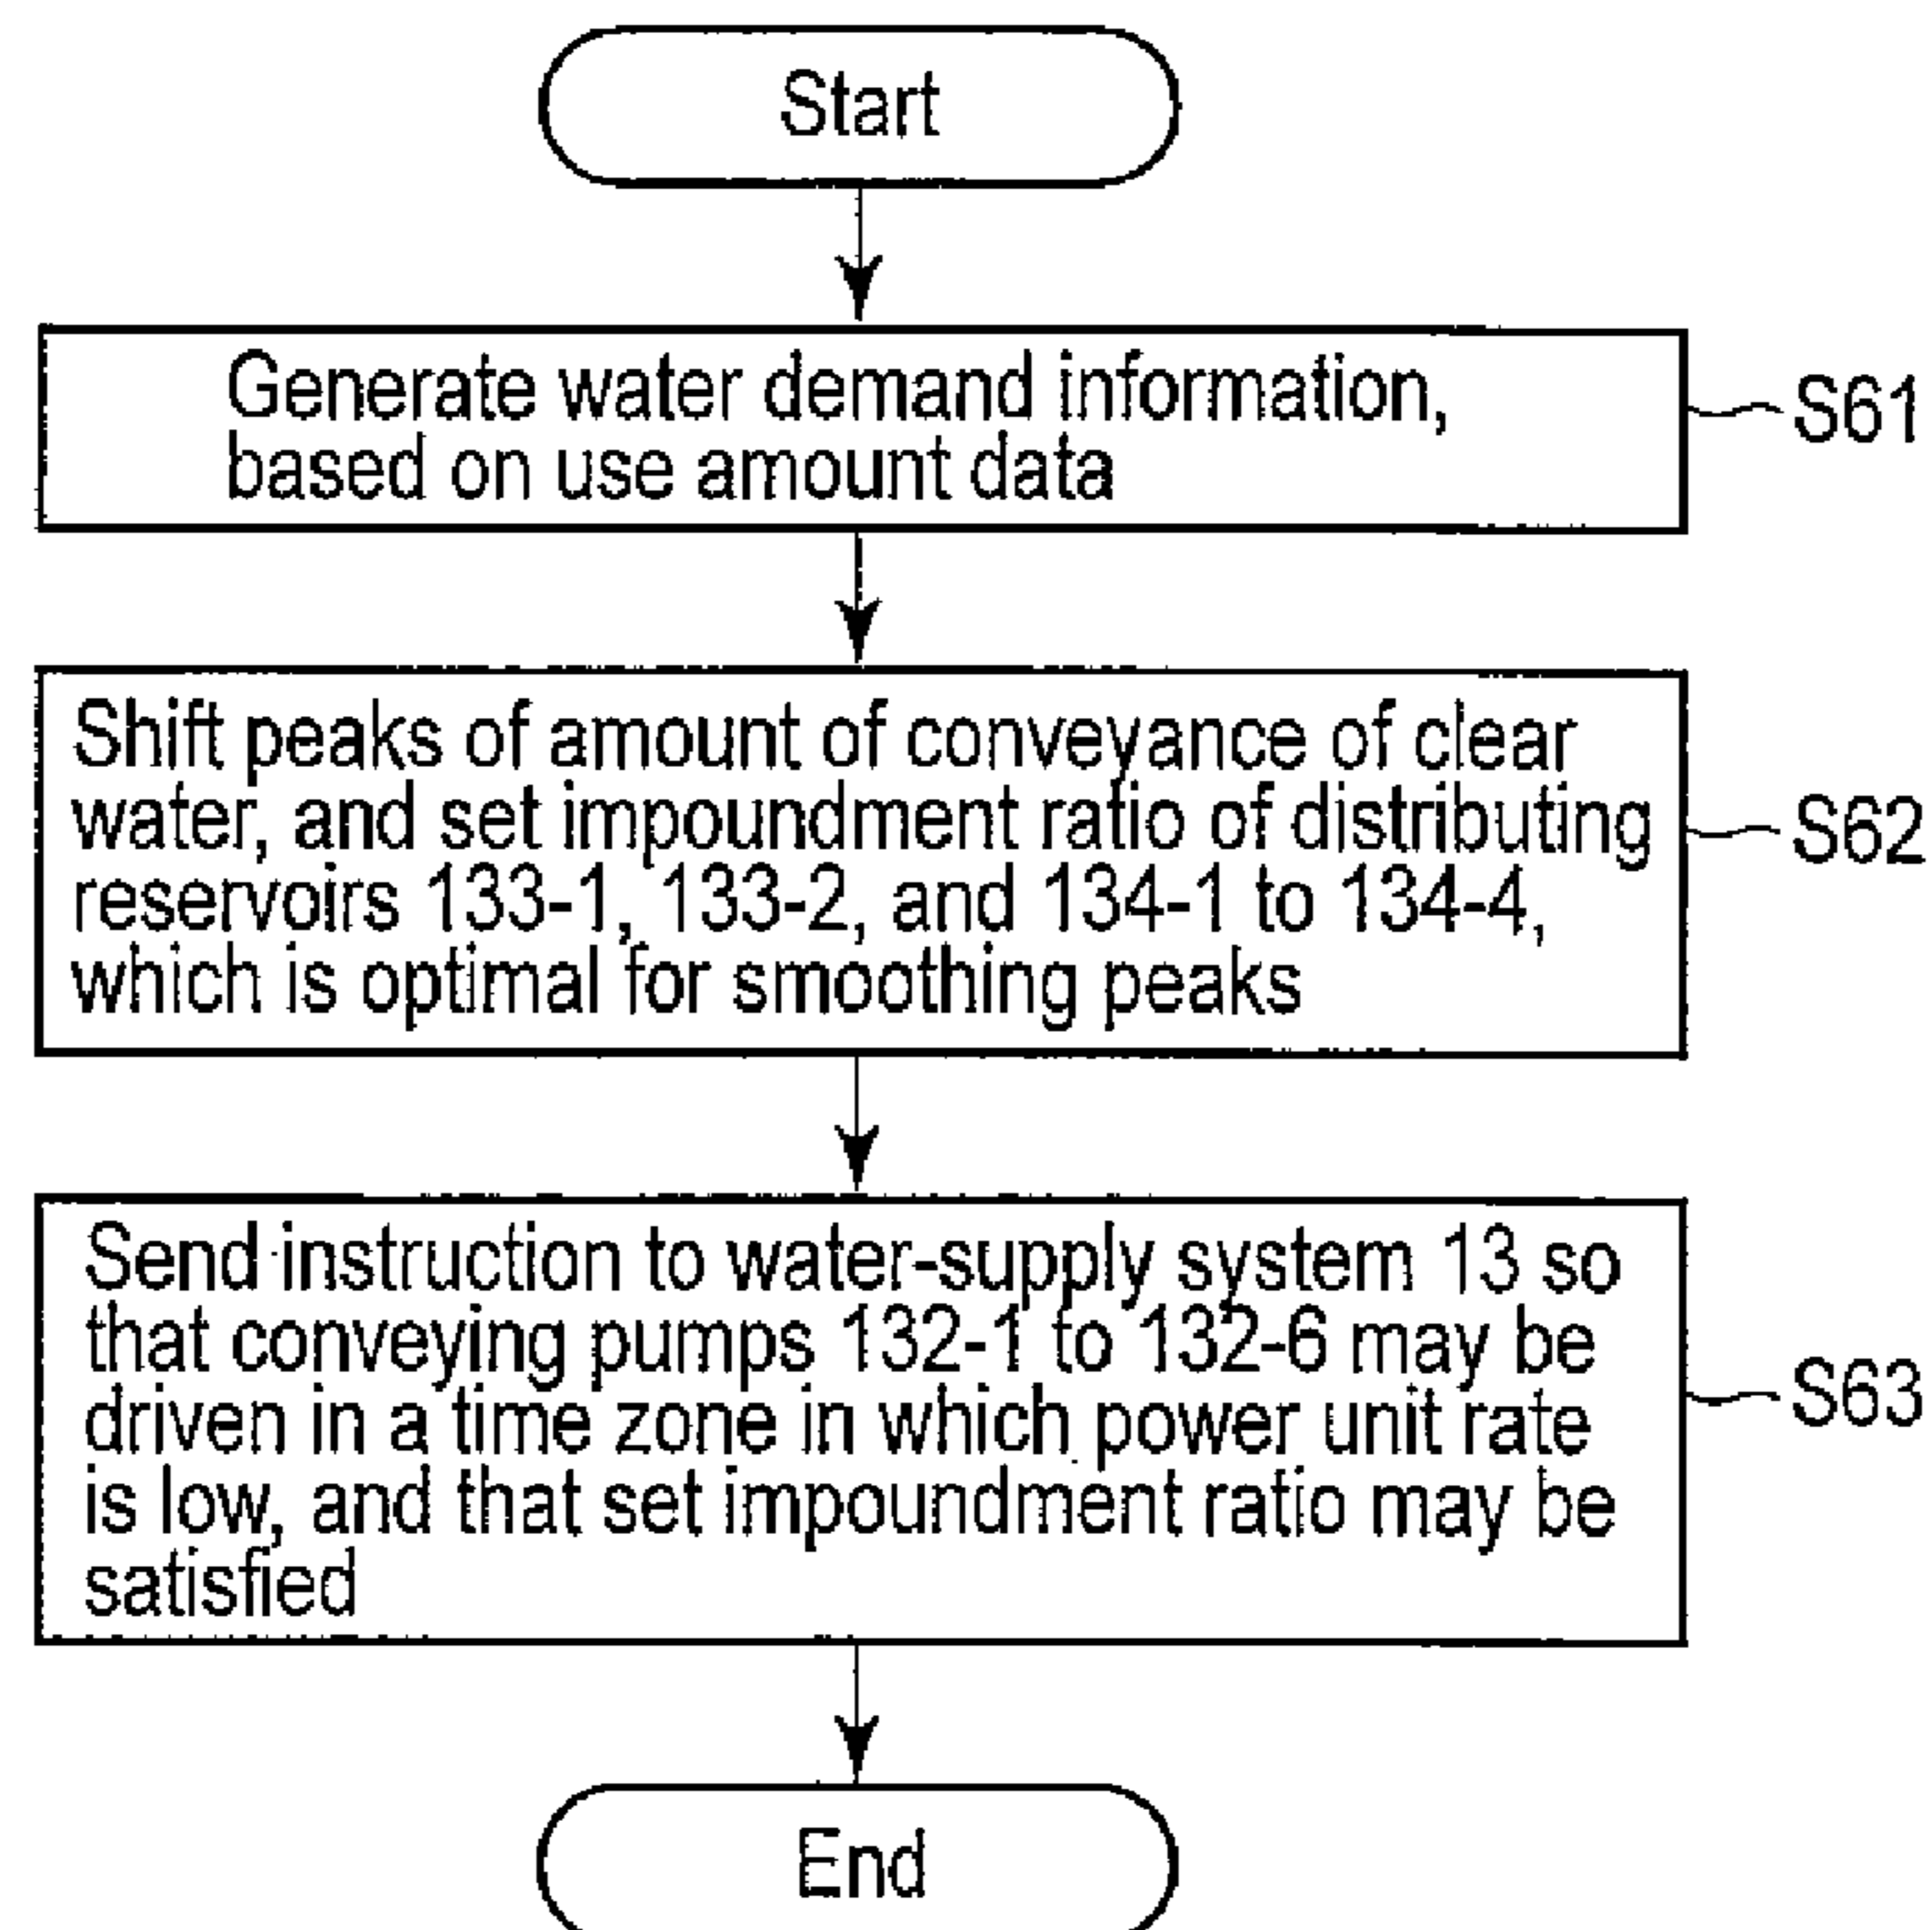 Start
Generate water demand information,
based on use amount data
S61
Shift peaks of amount of conveyance of clear
water, and set impoundment ratio of distributing
reservoirs 133-1, 133-2, and 134-1 to 134-4,
which is optimal for smoothing peaks
S62
Send instruction to water-supply system 13 so
that conveying pumps 132-1 to 132-6 may be
driven in a time zone in which power unit rate
is low, and that set impoundment ratio may be
satisfied
S63
End